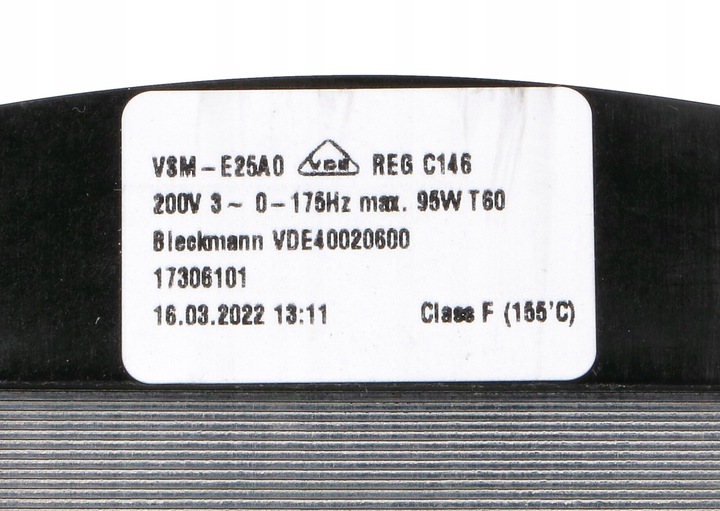 VSM-E25A0 VDE REG C146
200V 3~ 0-175Hz max. 95W T60
Bleckmann VDE40020600
17306101
16.03.2022 13:11 Class F (155'C)